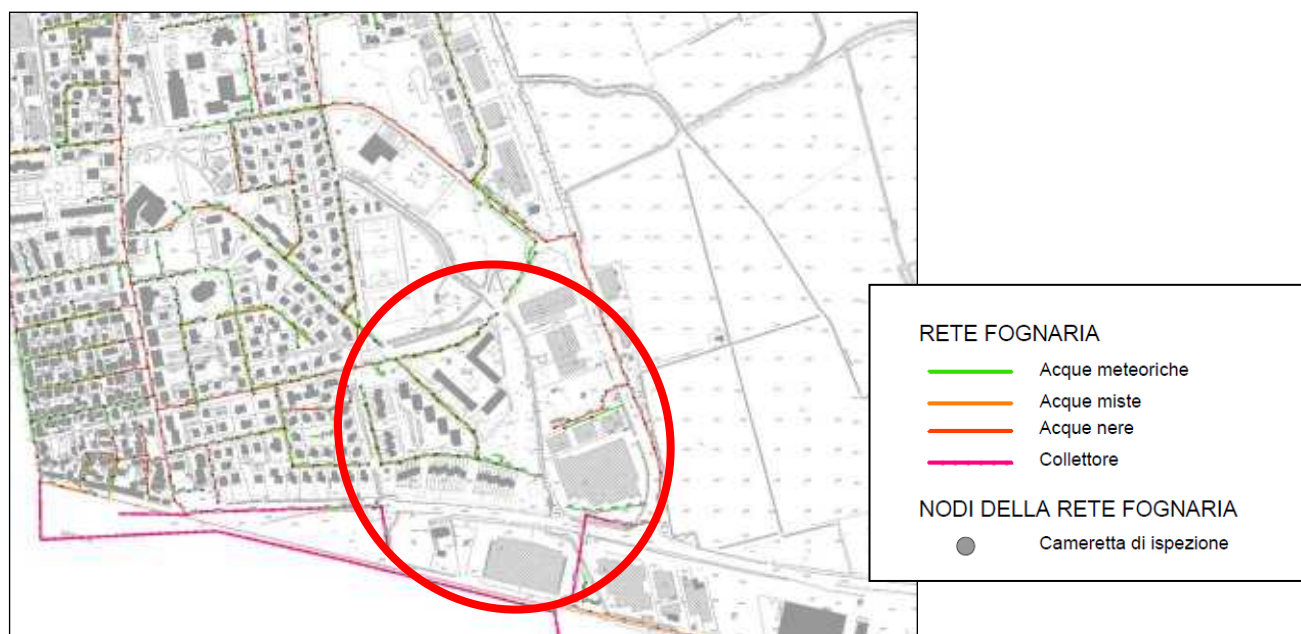 RETE FOGNARIA
Acque meteoriche
Acque miste
Acque nere
Collettore
NODI DELLA RETE FOGNARIA
Cameretta di ispezione